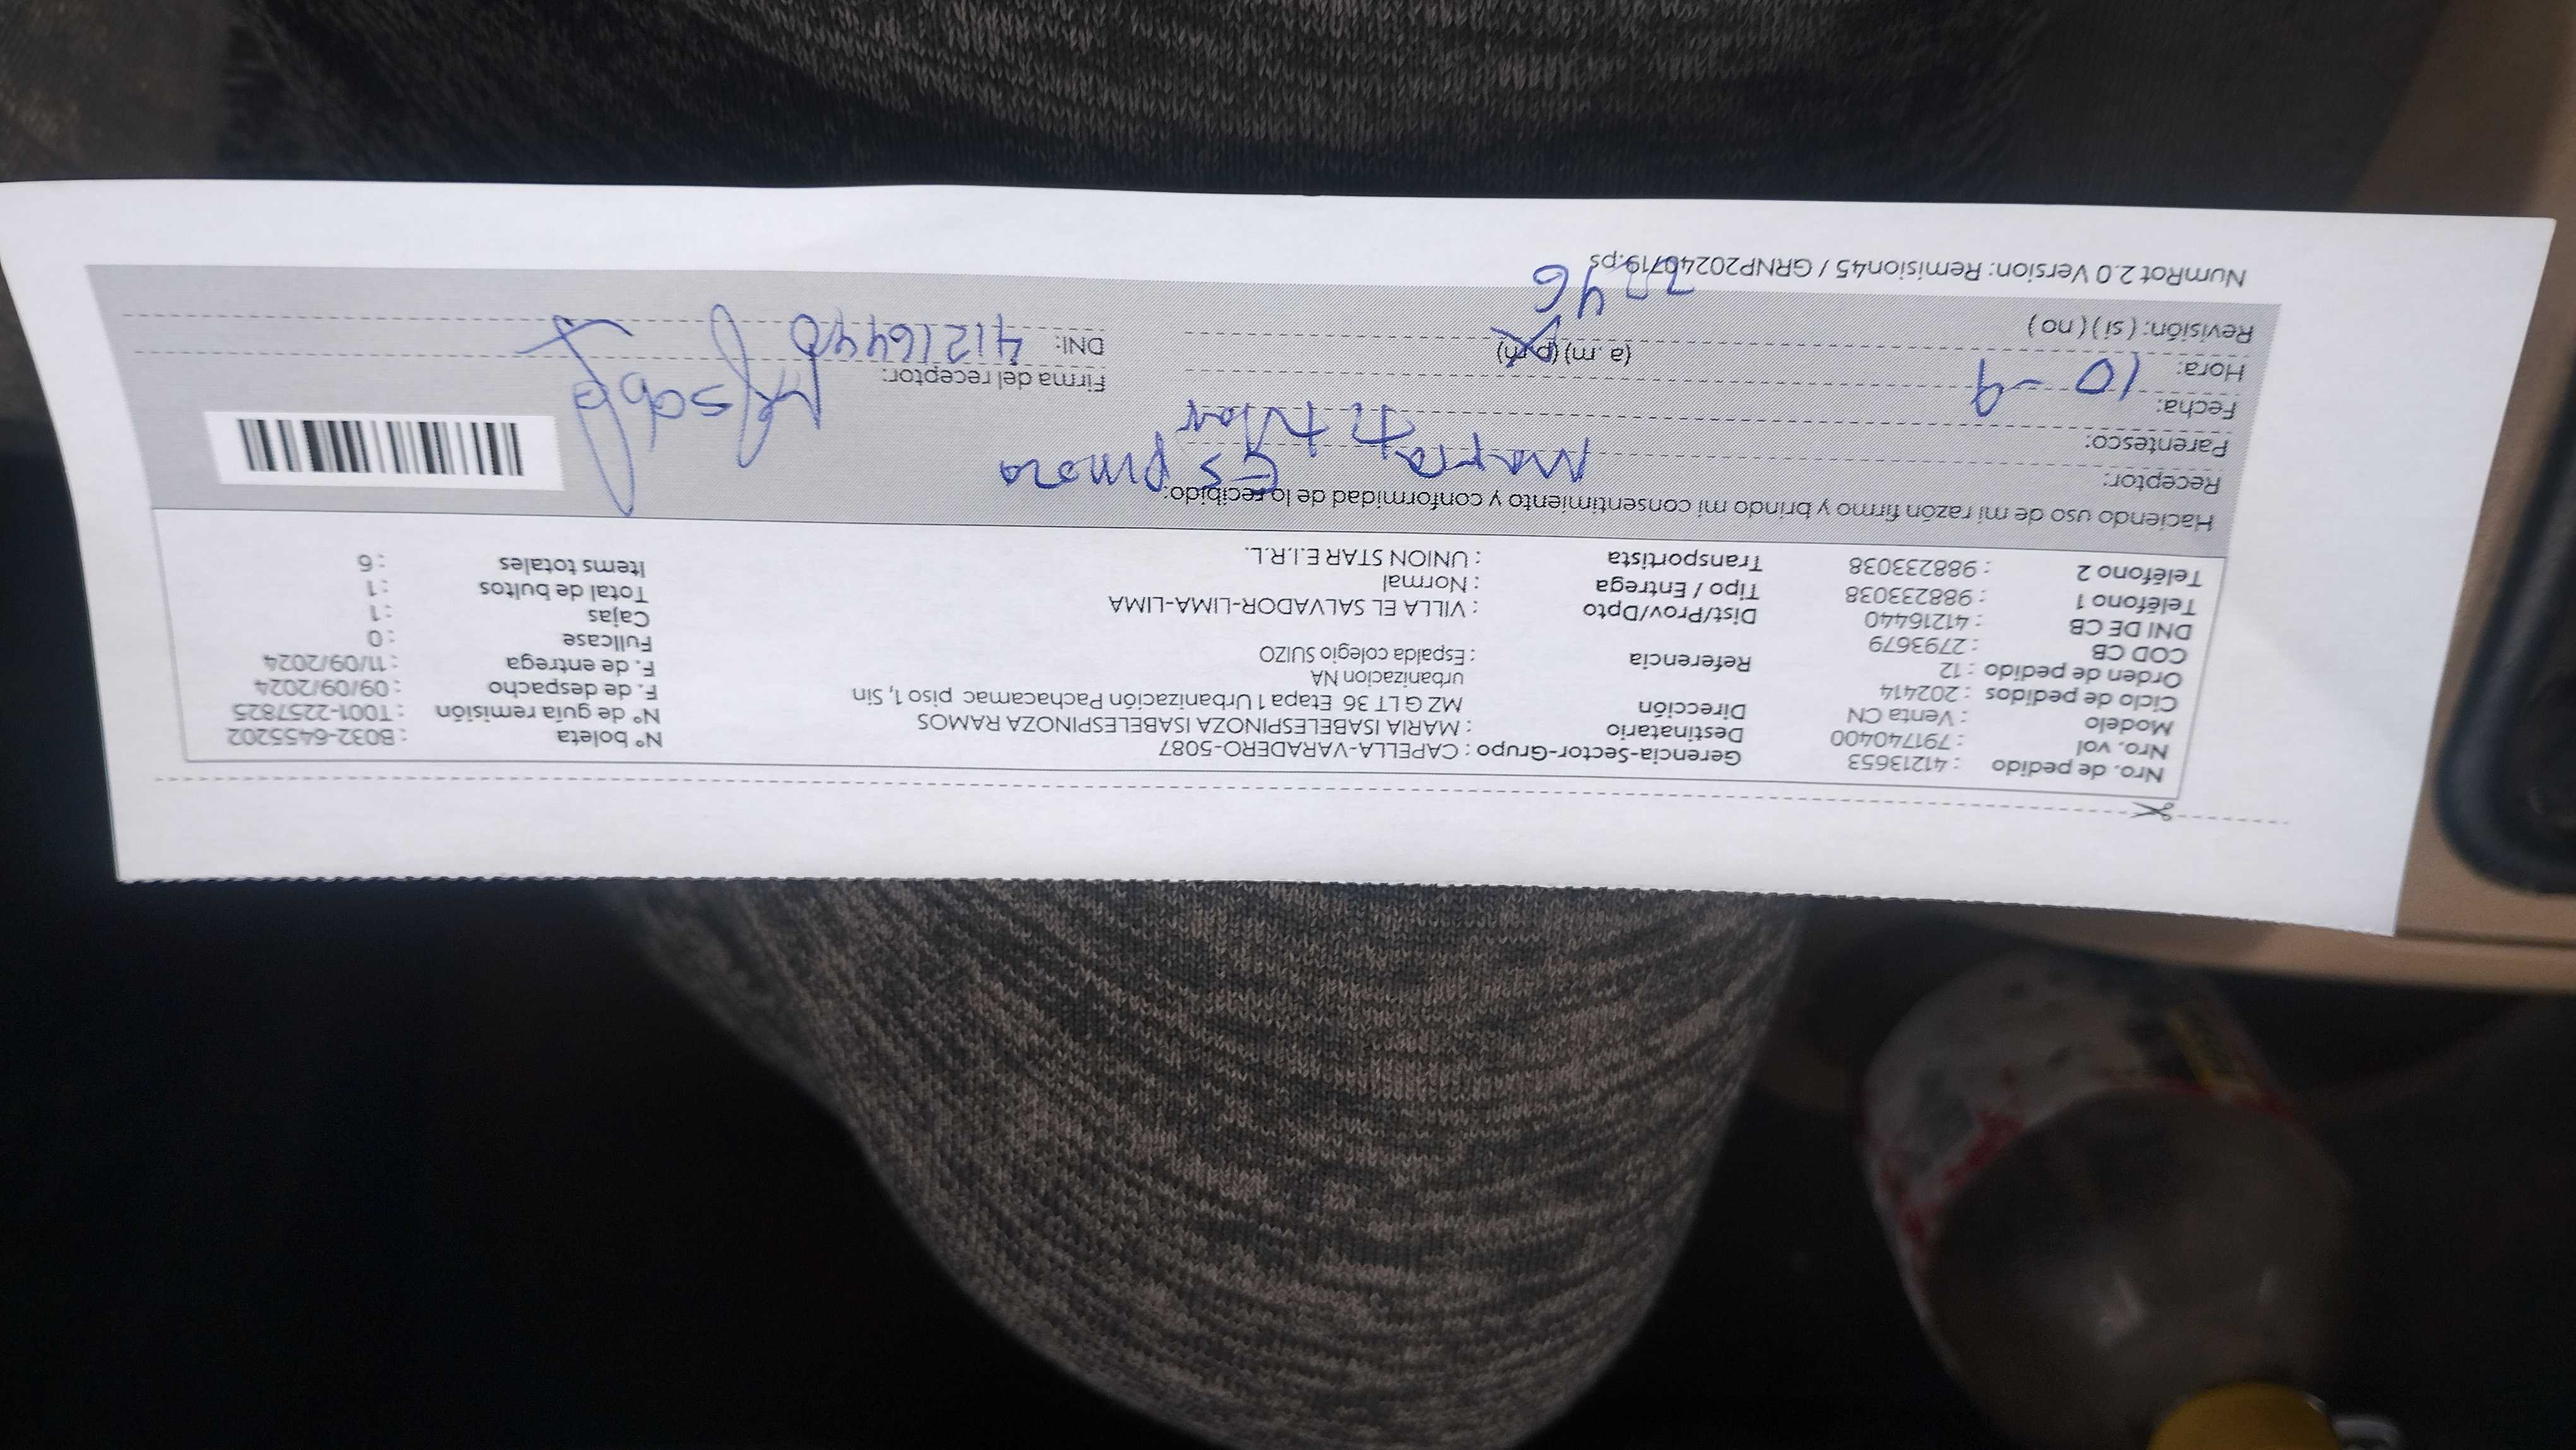 Nro. de pedido : 41213653
Nro. vol : 791740400
Modelo : Venta CN
Ciclo de pedidos : 202414
Orden de pedido : 12
COD CB : 2793679
DNI DE CB : 41216440
Teléfono 1 : 988233038
Teléfono 2 : 988233038
Gerencia-Sector-Grupo : CAPELLA-VARADERO-5087
Destinatario : MARIA ISABELESPINOZA ISABELESPINOZA RAMOS
Dirección MZ G LT 36 Etapa 1 Urbanización Pachacamac piso 1, Sin
urbanizacion NA
Referencia : Espalda colegio SUIZO
Dist/Prov/Dpto : VILLA EL SALVADOR-LIMA-LIMA
Tipo / Entrega : Normal
Transportista : UNION STAR E.I.R.L.
N° boleta : B032-6455202
N° de guía remisión : T001-2257825
F. de despacho : 09/09/2024
F. de entrega : 11/09/2024
Fullcase : 0
Cajas : 1
Total de bultos : 1
Items totales : 6
Haciendo uso de mi razón firmo y brindo mi consentimiento y conformidad de lo recibido:
Receptor: Maria Espinoza
Parentesco: titular
Fecha: 10-9
Hora: (a.m) (p.m)
Revisión: ( si ) ( no )
Firma del receptor:
DNI: 41216440
NumRot 2.0 Version: Remision45 / GRNP20240719.ps